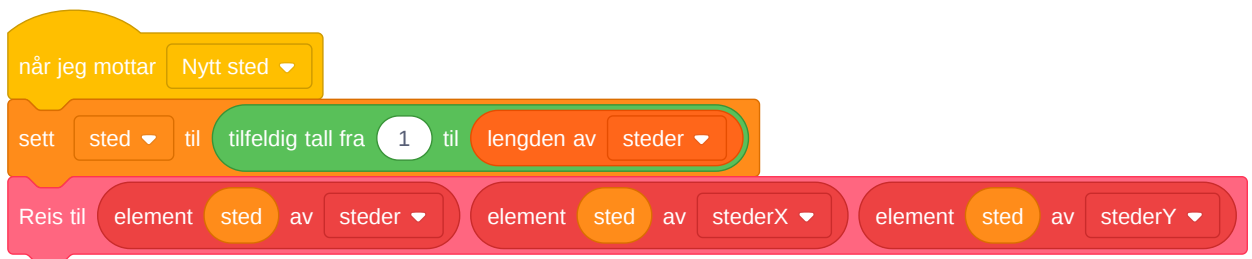 når jeg mottar Nytt sted
sett sted til tilfeldig tall fra 1 til lengden av steder
Reis til element sted av steder element sted av stederX element sted av stederY